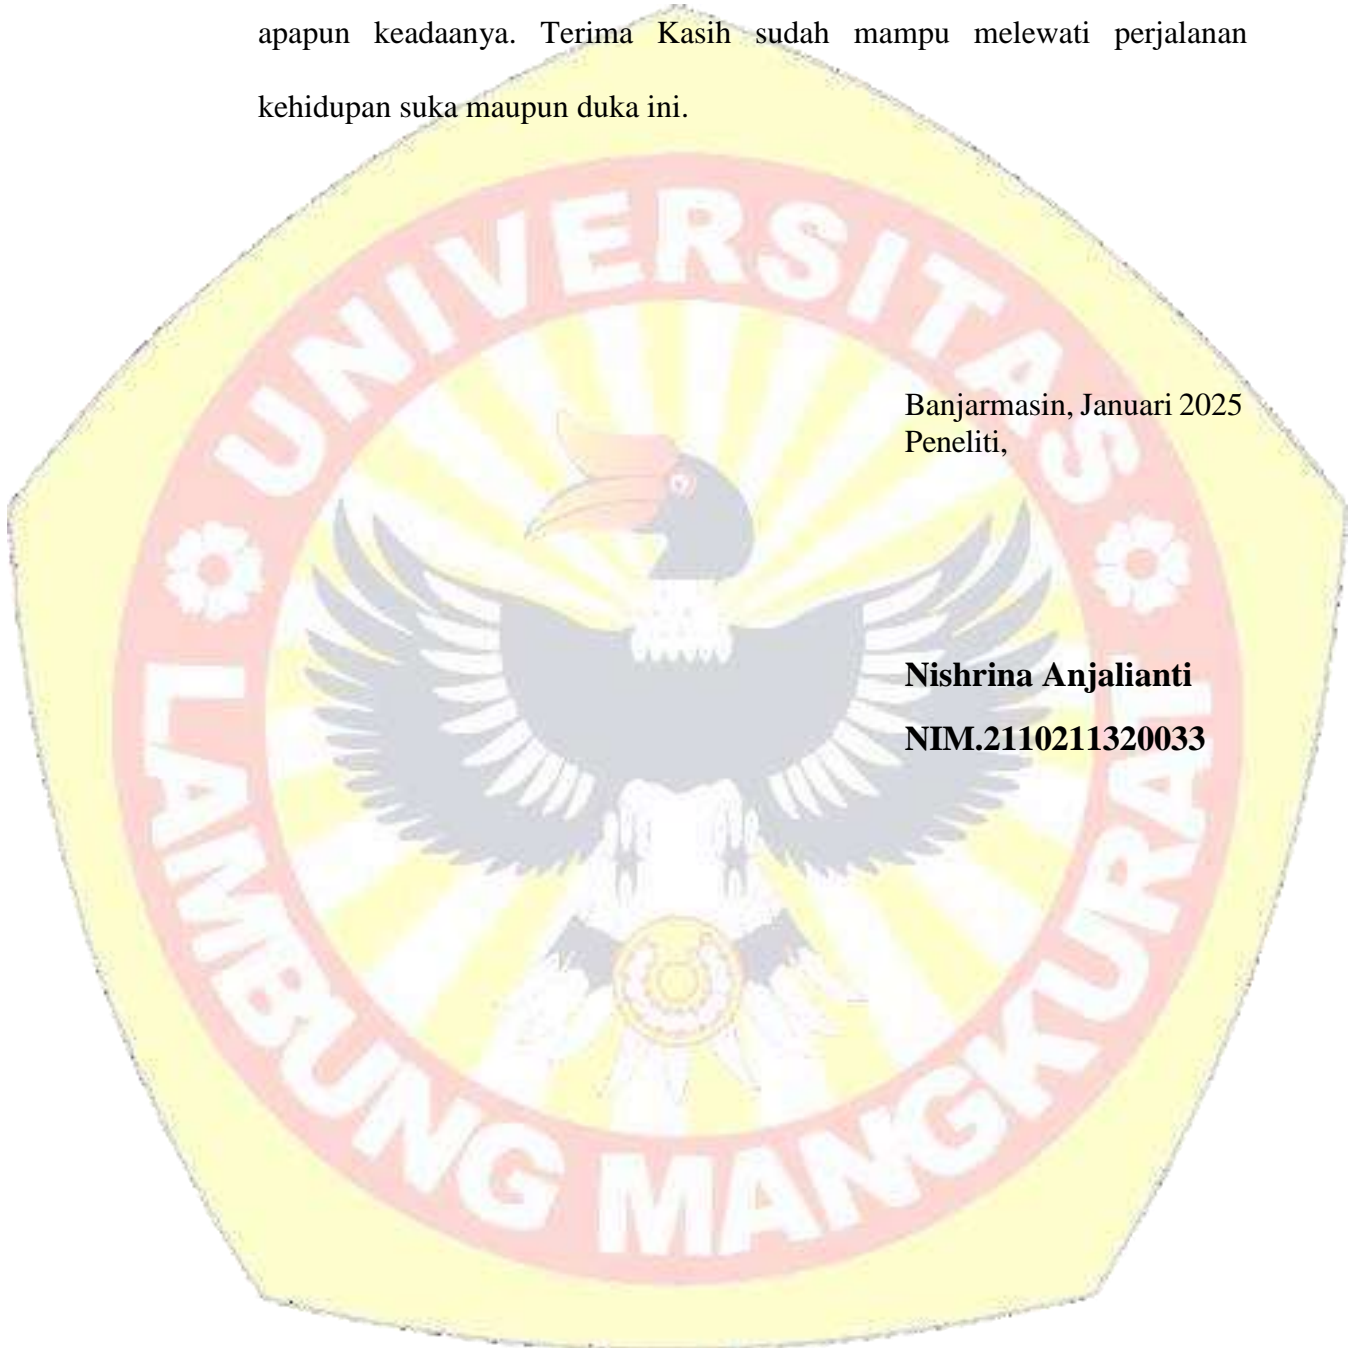 apapun keadaanya. Terima Kasih sudah mampu melewati perjalanan
kehidupan suka maupun duka ini.
UNIVERSITAS
Banjarmasin, Januari 2025
Peneliti,
Nishrina Anjalianti
NIM.2110211320033
LAMBUNG MANGKURAT